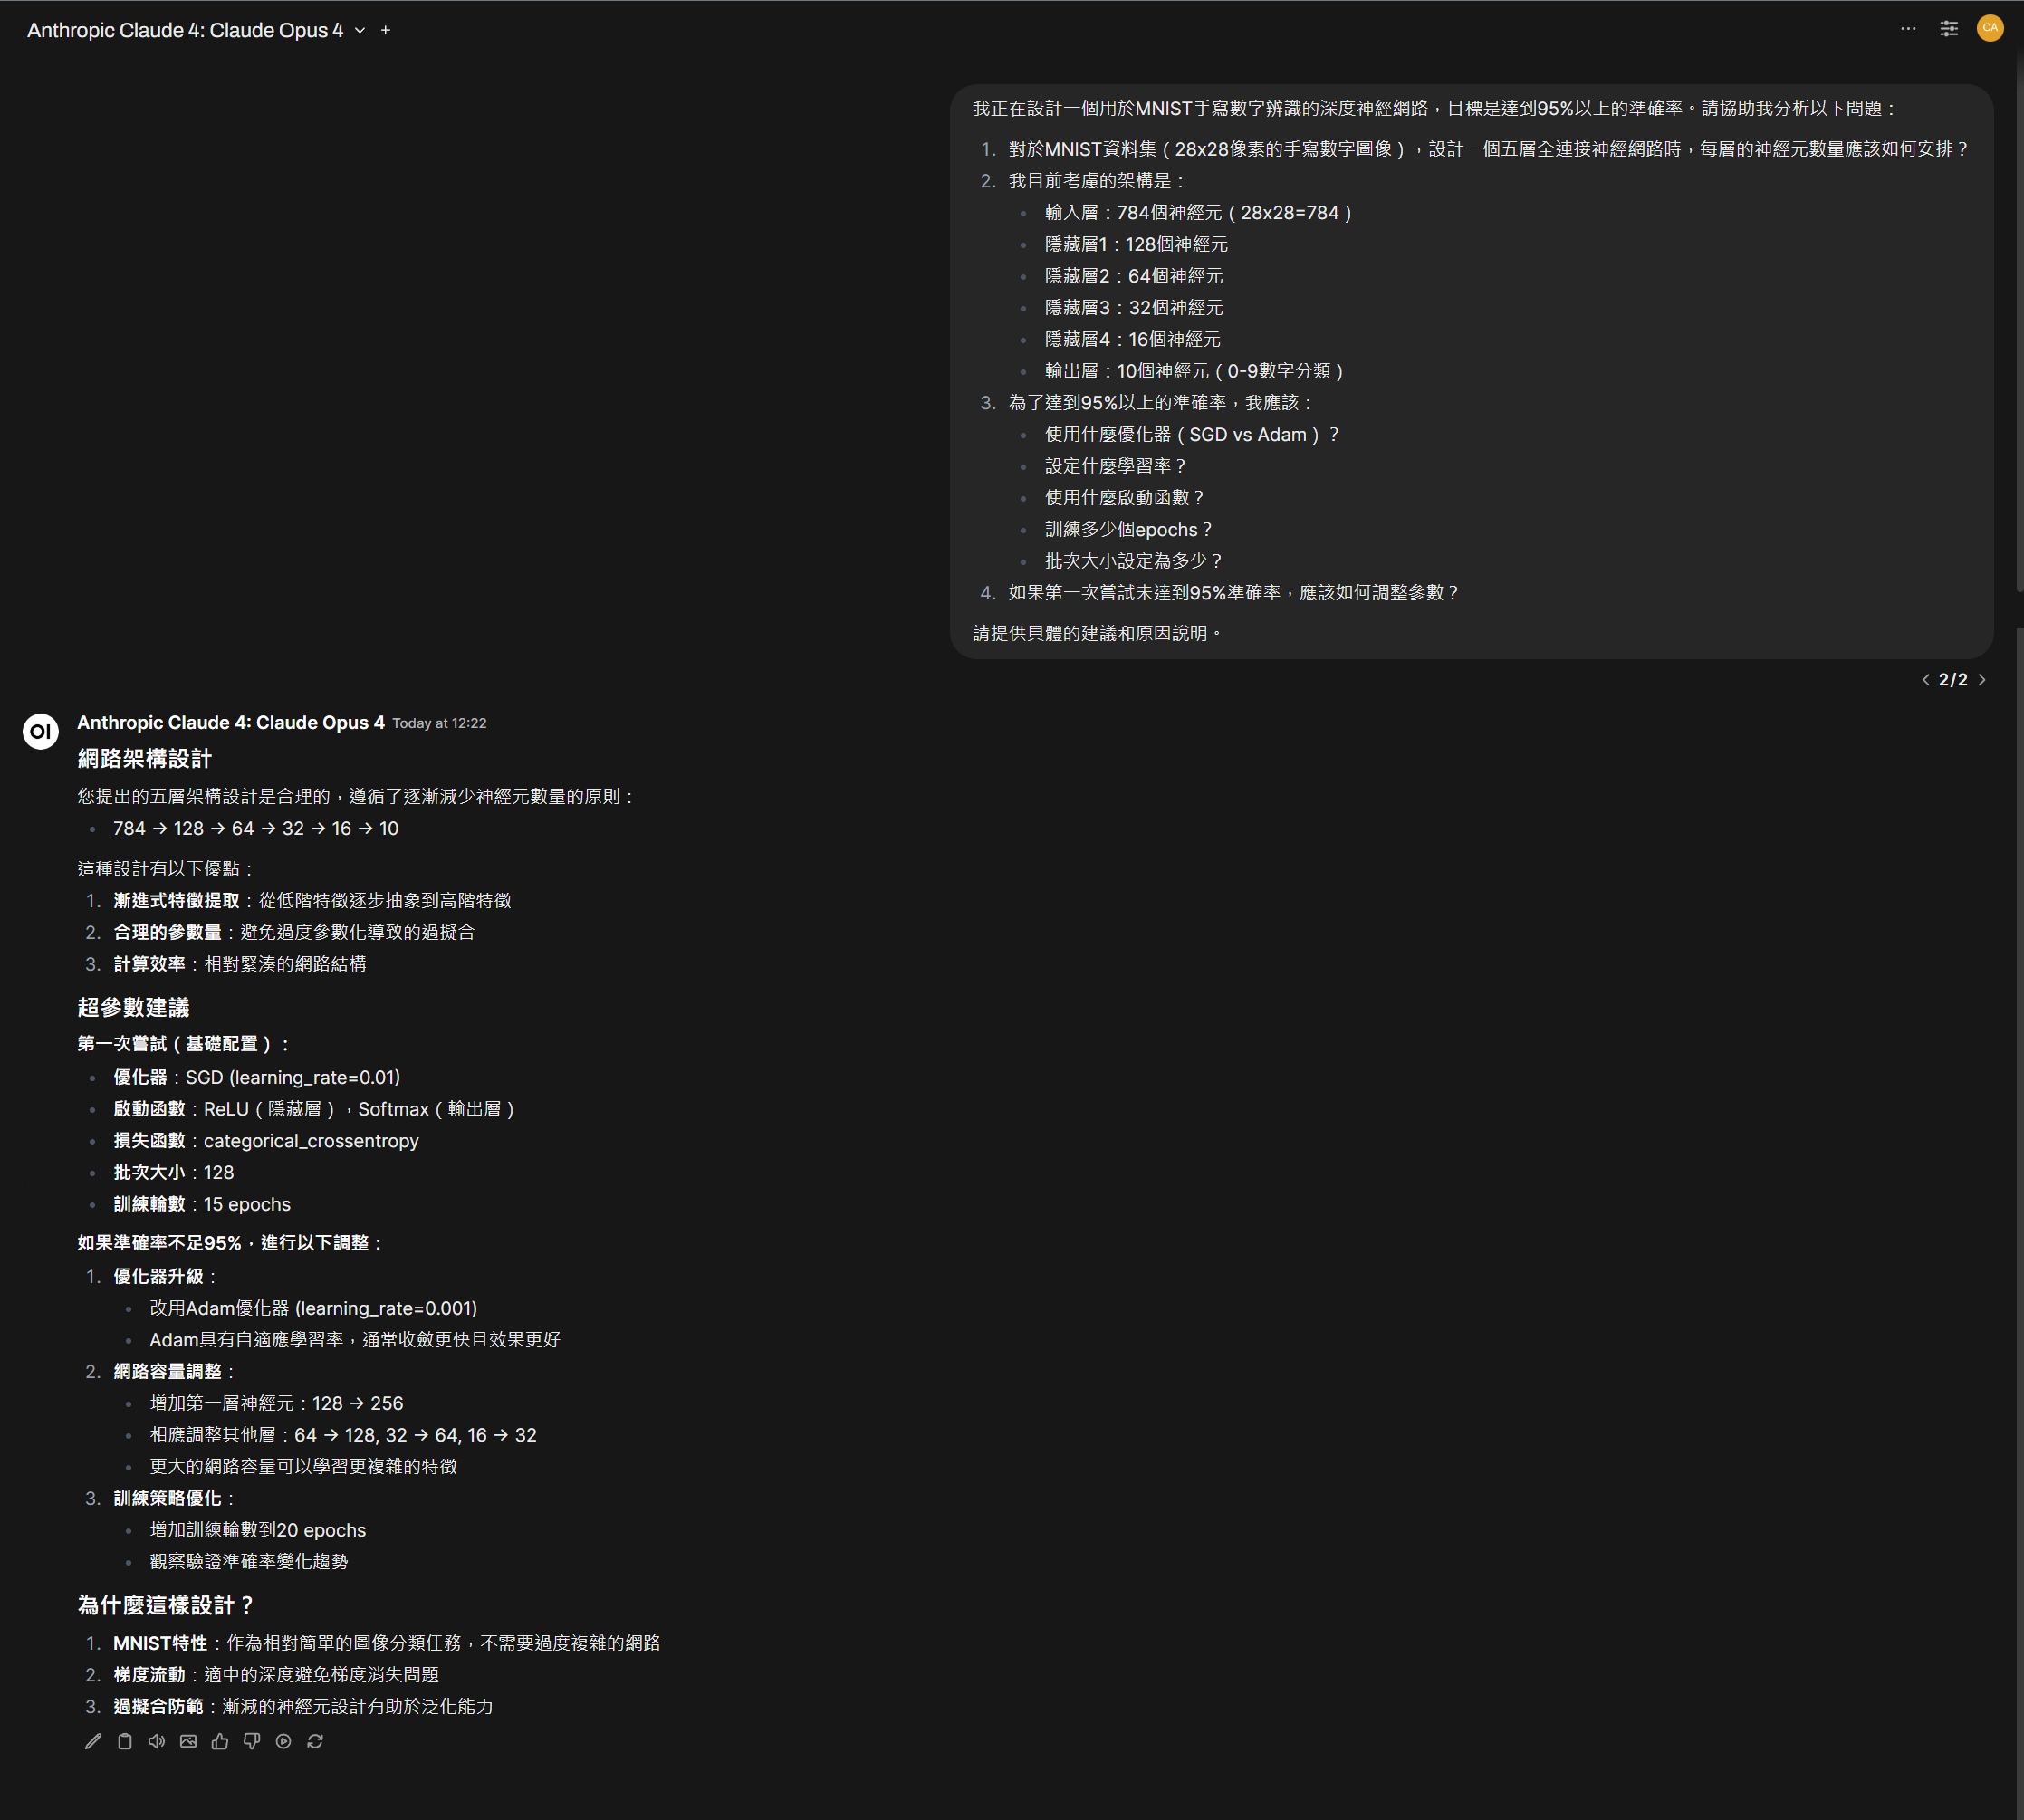 Anthropic Claude 4: Claude Opus 4
CA
我正在設計一個用於MNIST手寫數字辨識的深度神經網路，目標是達到95%以上的準確率。請協助我分析以下問題：
1. 對於MNIST資料集（28x28像素的手寫數字圖像），設計一個五層全連接神經網路時，每層的神經元數量應該如何安排？
2. 我目前考慮的架構是：
• 輸入層：784個神經元（28x28=784）
• 隱藏層1：128個神經元
• 隱藏層2：64個神經元
• 隱藏層3：32個神經元
• 隱藏層4：16個神經元
• 輸出層：10個神經元（0-9數字分類）
3. 為了達到95%以上的準確率，我應該：
• 使用什麼優化器（SGD vs Adam）？
• 設定什麼學習率？
• 使用什麼啟動函數？
• 訓練多少個epochs？
• 批次大小設定為多少？
4. 如果第一次嘗試未達到95%準確率，應該如何調整參數？
請提供具體的建議和原因說明。
2/2
OI
Anthropic Claude 4: Claude Opus 4 Today at 12:22
網路架構設計
您提出的五層架構設計是合理的，遵循了逐漸減少神經元數量的原則：
• 784 → 128 → 64 → 32 → 16 → 10
這種設計有以下優點：
1. 漸進式特徵提取：從低階特徵逐步抽象到高階特徵
2. 合理的參數量：避免過度參數化導致的過擬合
3. 計算效率：相對緊湊的網路結構
超參數建議
第一次嘗試（基礎配置）：
• 優化器：SGD (learning_rate=0.01)
• 啟動函數：ReLU（隱藏層），Softmax（輸出層）
• 損失函數：categorical_crossentropy
• 批次大小：128
• 訓練輪數：15 epochs
如果準確率不足95%，進行以下調整：
1. 優化器升級：
• 改用Adam優化器 (learning_rate=0.001)
• Adam具有自適應學習率，通常收斂更快且效果更好
2. 網路容量調整：
• 增加第一層神經元：128 → 256
• 相應調整其他層：64 → 128, 32 → 64, 16 → 32
• 更大的網路容量可以學習更複雜的特徵
3. 訓練策略優化：
• 增加訓練輪數到20 epochs
• 觀察驗證準確率變化趨勢
為什麼這樣設計？
1. MNIST特性：作為相對簡單的圖像分類任務，不需要過度複雜的網路
2. 梯度流動：適中的深度避免梯度消失問題
3. 過擬合防範：漸減的神經元設計有助於泛化能力